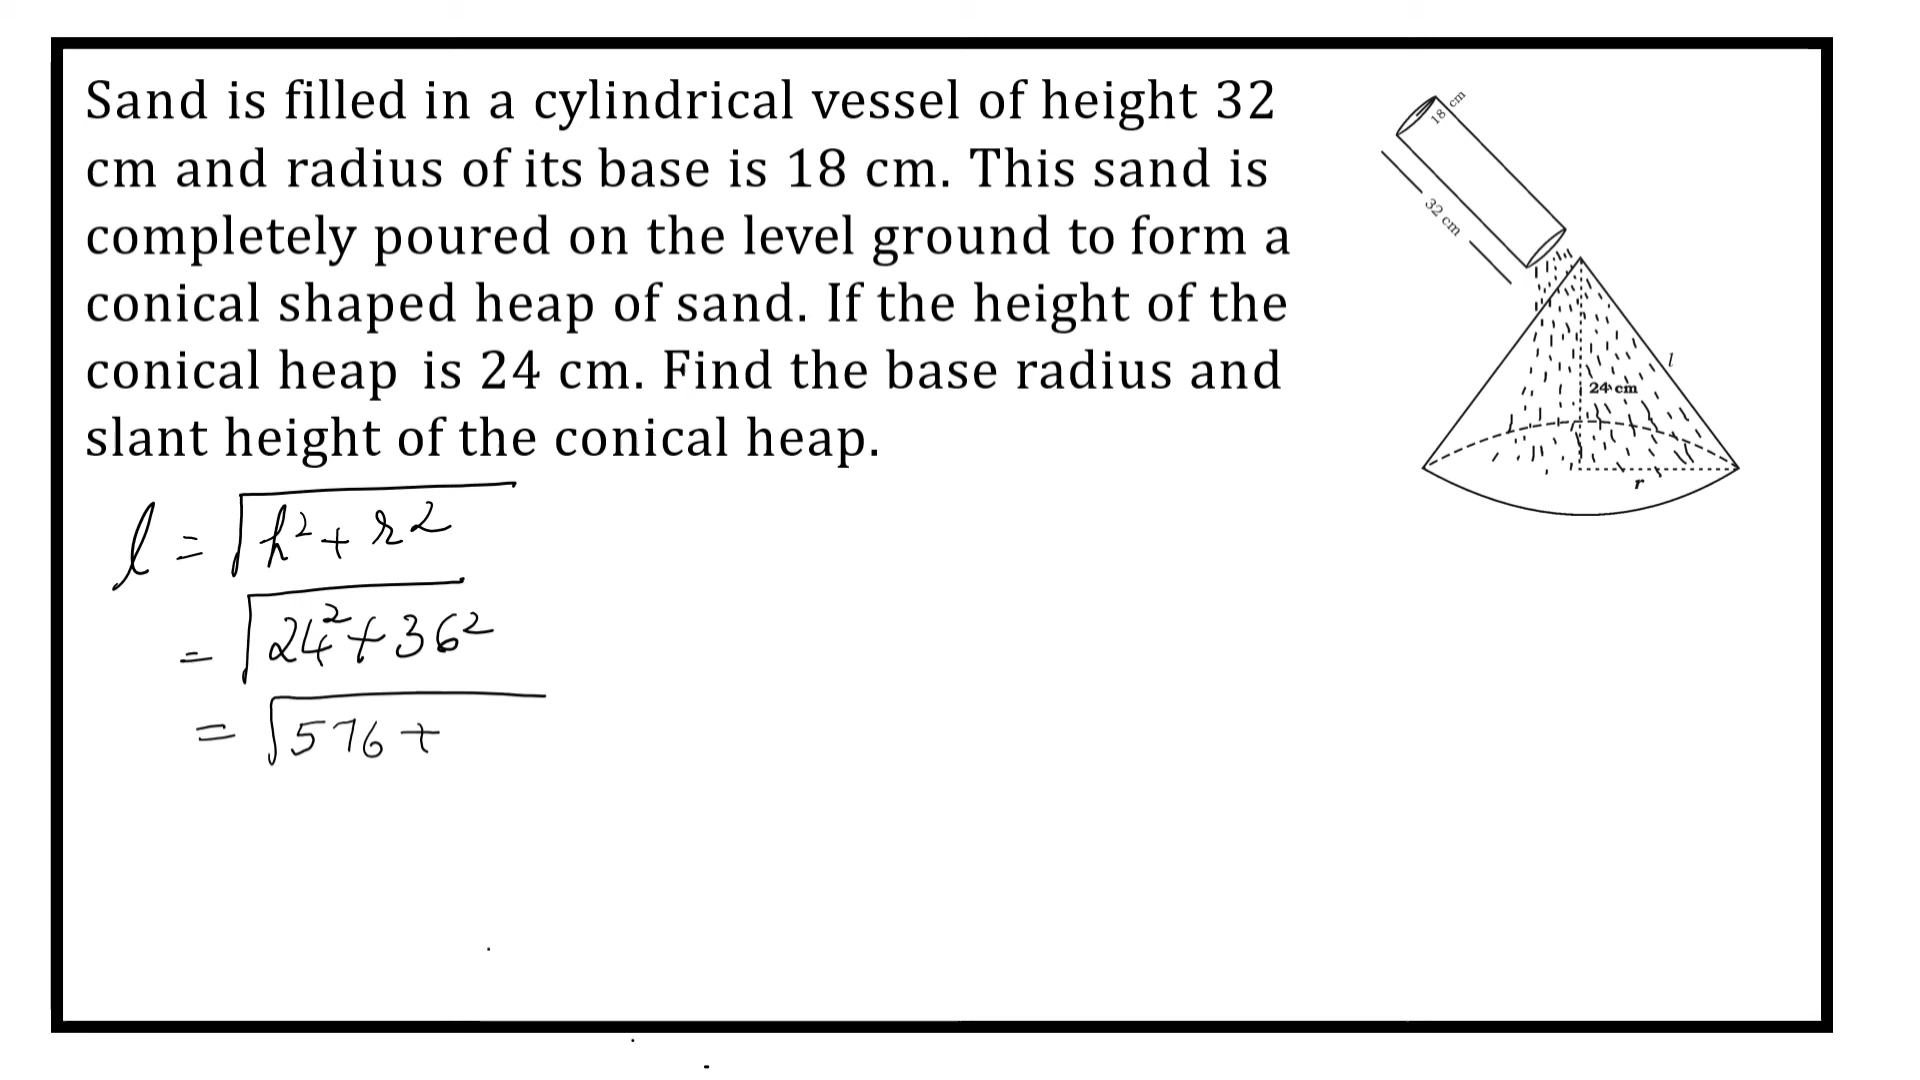 Sand is filled in a cylindrical vessel of height 32
cm and radius of its base is 18 cm. This sand is
completely poured on the level ground to form a
conical shaped heap of sand. If the height of the
conical heap is 24 cm. Find the base radius and
slant height of the conical heap.
l = √h²+r²
= √24²+36²
= √576+
18 cm
32 cm
l
24 cm
r